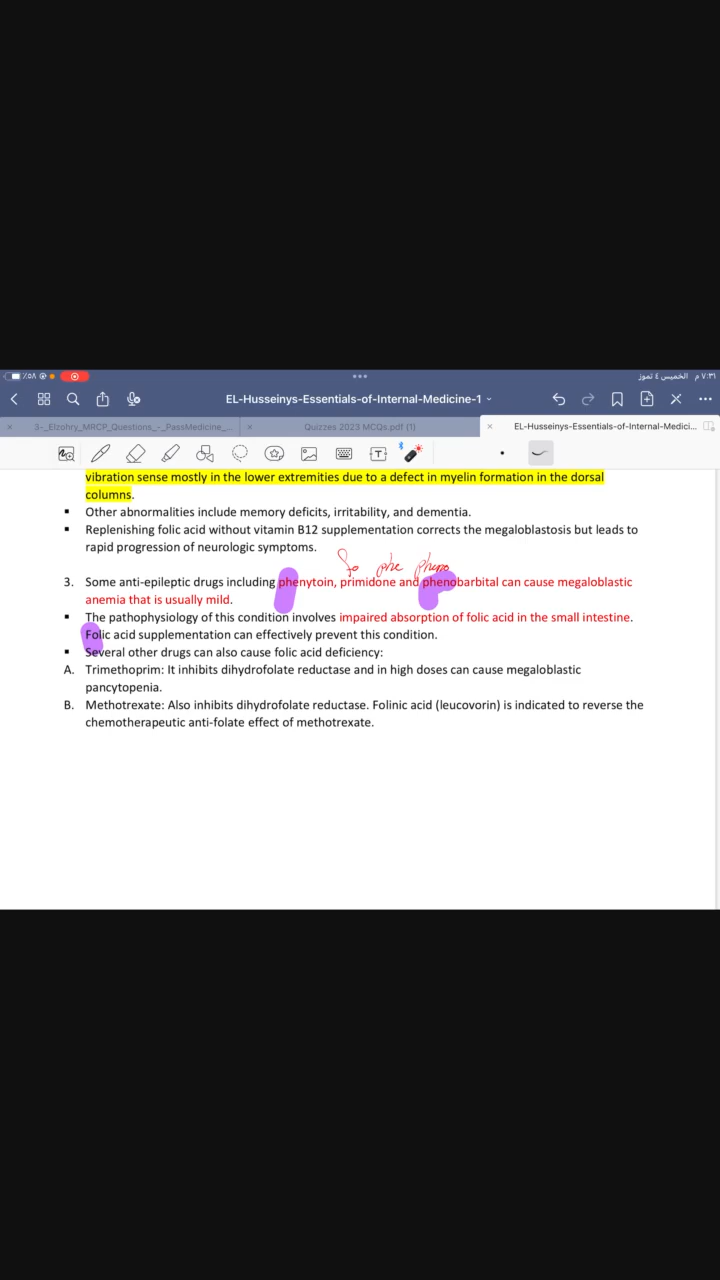 ٪٥٨
٧:٣١ م الخميس ٤ تموز
EL-Husseinys-Essentials-of-Internal-Medicine-1
3-_Elzohry_MRCP_Questions_-_PassMedicine_...
Quizzes 2023 MCQs.pdf (1)
EL-Husseinys-Essentials-of-Internal-Medici...
vibration sense mostly in the lower extremities due to a defect in myelin formation in the dorsal
columns.
▪ Other abnormalities include memory deficits, irritability, and dementia.
▪ Replenishing folic acid without vitamin B12 supplementation corrects the megaloblastosis but leads to
rapid progression of neurologic symptoms.
fo phe pheno
3. Some anti-epileptic drugs including phenytoin, primidone and phenobarbital can cause megaloblastic
anemia that is usually mild.
▪ The pathophysiology of this condition involves impaired absorption of folic acid in the small intestine.
Folic acid supplementation can effectively prevent this condition.
▪ Several other drugs can also cause folic acid deficiency:
A. Trimethoprim: It inhibits dihydrofolate reductase and in high doses can cause megaloblastic
pancytopenia.
B. Methotrexate: Also inhibits dihydrofolate reductase. Folinic acid (leucovorin) is indicated to reverse the
chemotherapeutic anti-folate effect of methotrexate.